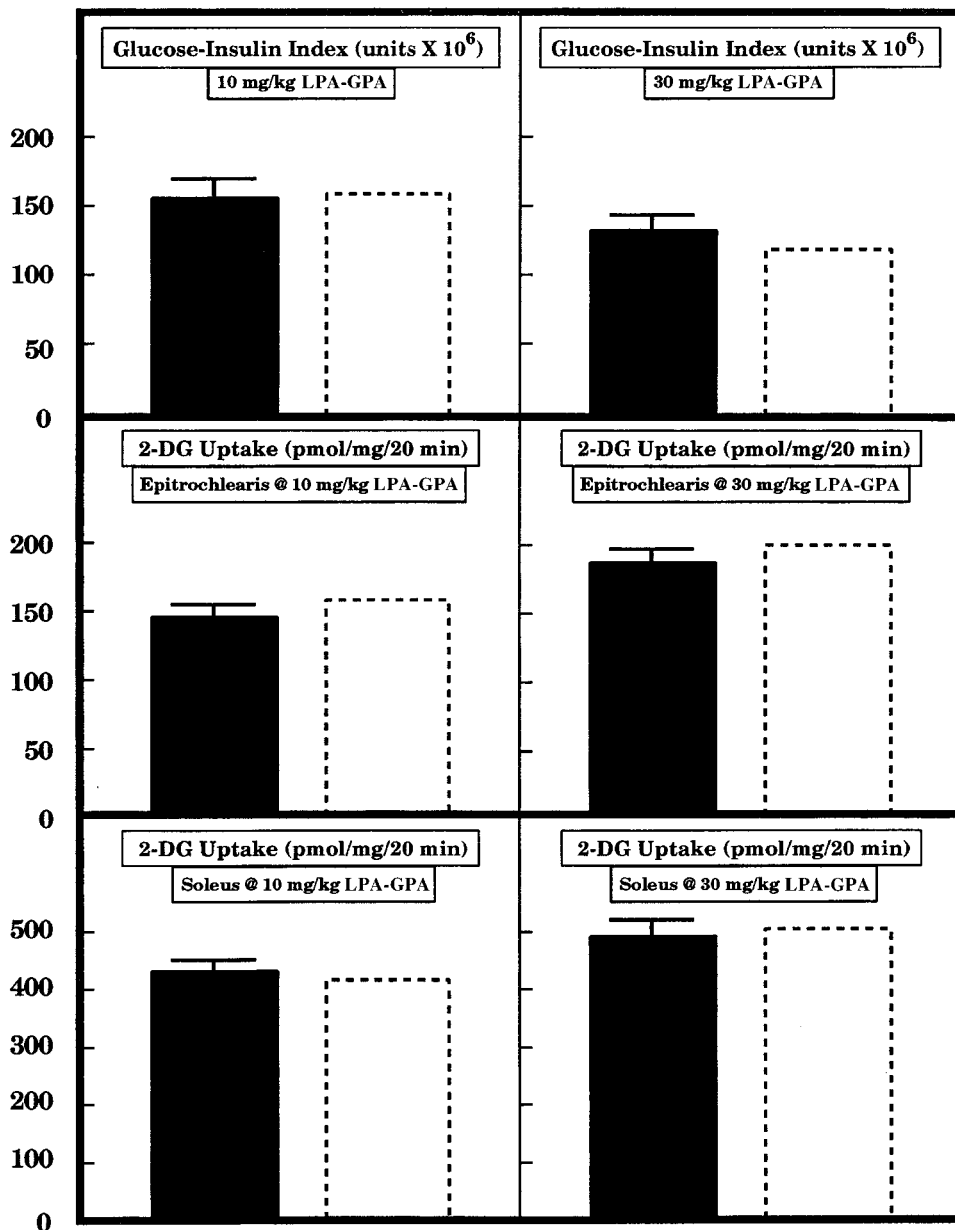 Glucose-Insulin Index (units X 10⁶)
10 mg/kg LPA-GPA
Glucose-Insulin Index (units X 10⁶)
30 mg/kg LPA-GPA
200
150
100
50
0
2-DG Uptake (pmol/mg/20 min)
Epitrochlearis @ 10 mg/kg LPA-GPA
2-DG Uptake (pmol/mg/20 min)
Epitrochlearis @ 30 mg/kg LPA-GPA
200
150
100
50
0
2-DG Uptake (pmol/mg/20 min)
Soleus @ 10 mg/kg LPA-GPA
2-DG Uptake (pmol/mg/20 min)
Soleus @ 30 mg/kg LPA-GPA
500
400
300
200
100
0